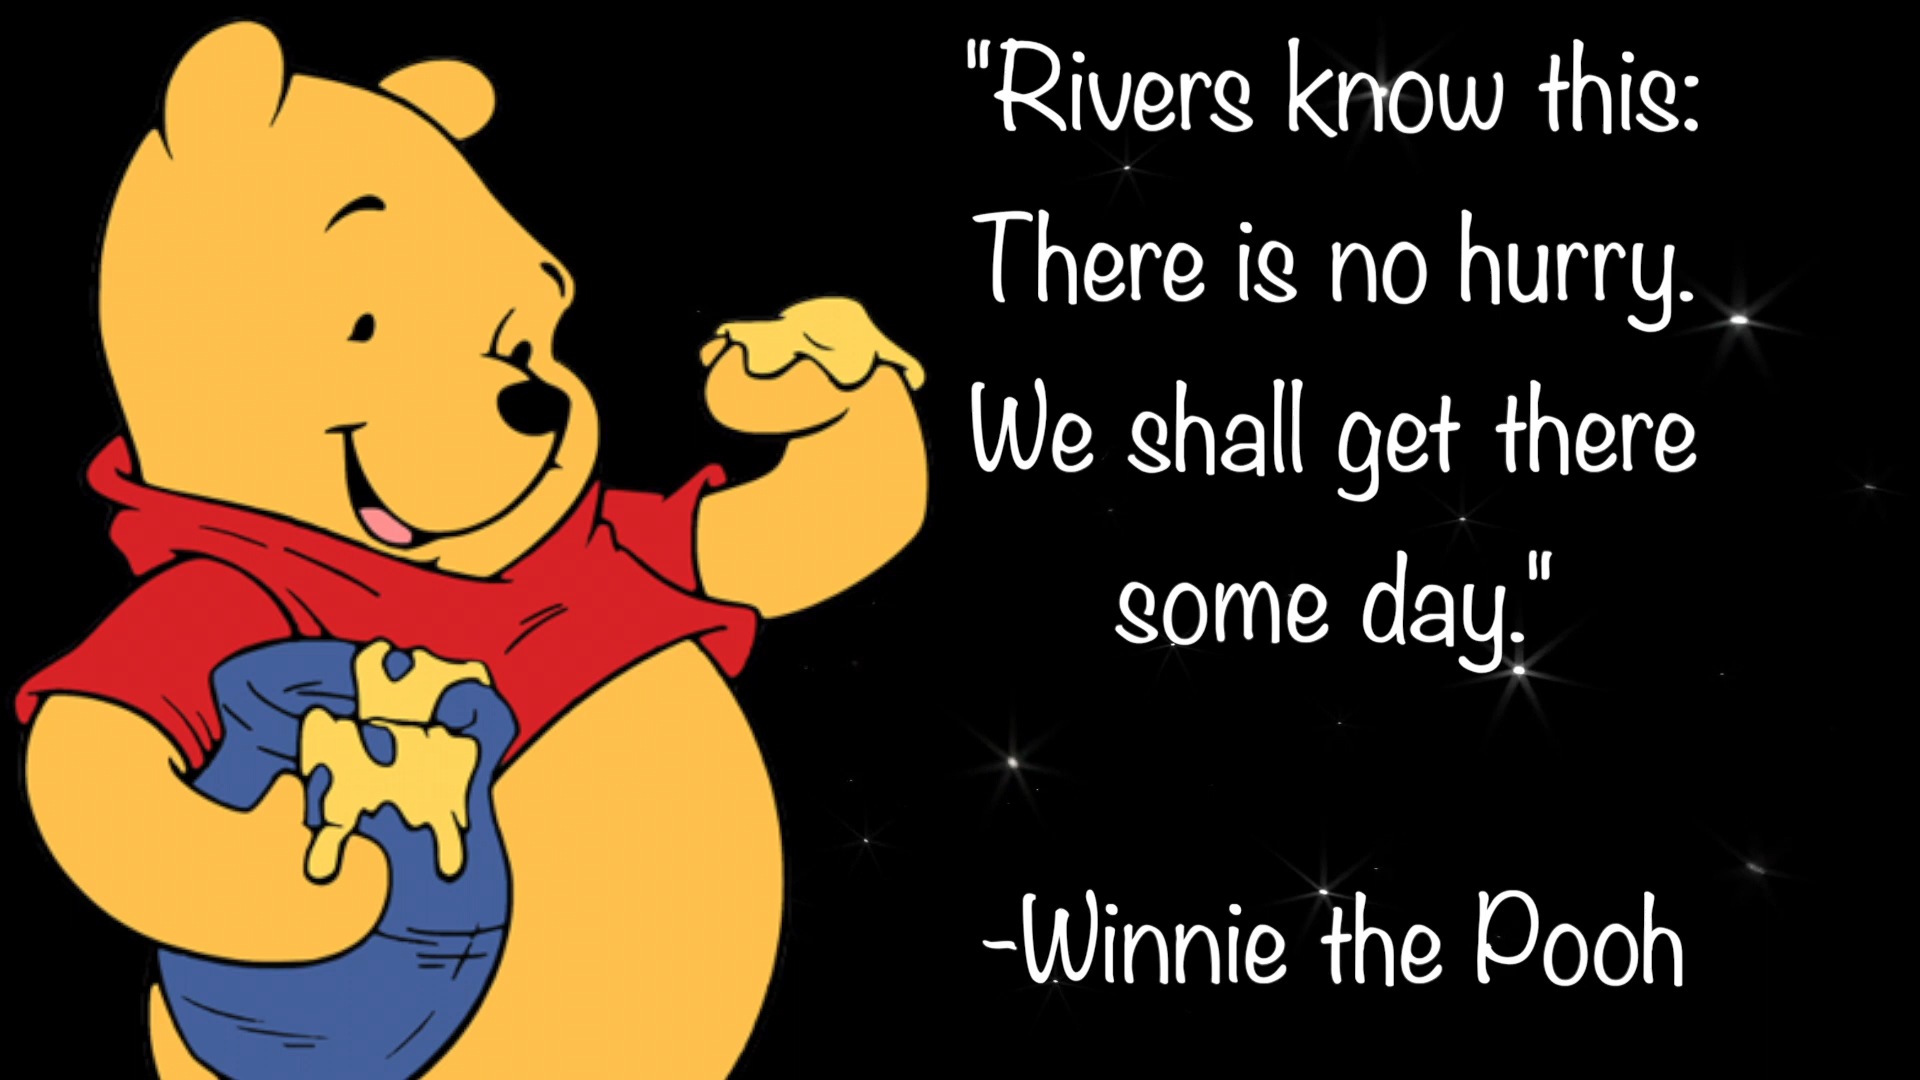 "Rivers know this:
There is no hurry.
We shall get there
some day."
-Winnie the Pooh